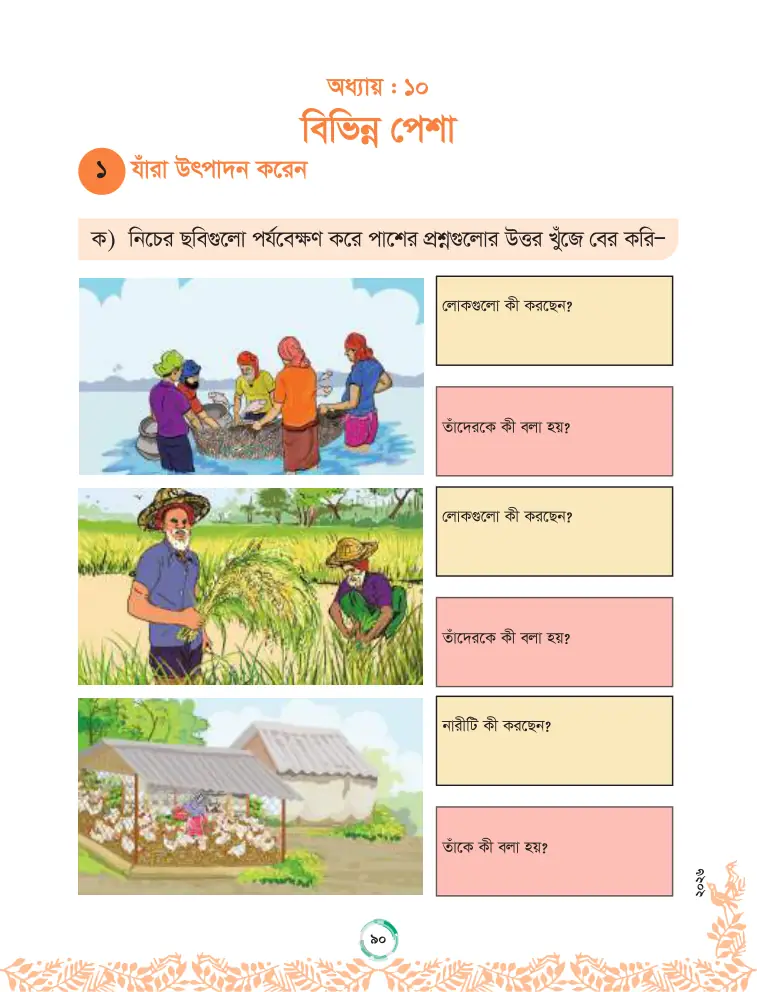 অধ্যায় : ১০
বিভিন্ন পেশা
১ যাঁরা উৎপাদন করেন
ক) নিচের ছবিগুলো পর্যবেক্ষণ করে পাশের প্রশ্নগুলোর উত্তর খুঁজে বের করি–
লোকগুলো কী করছেন?
তাঁদেরকে কী বলা হয়?
লোকগুলো কী করছেন?
তাঁদেরকে কী বলা হয়?
নারীটি কী করছেন?
তাঁকে কী বলা হয়?
২০২৬
৯০